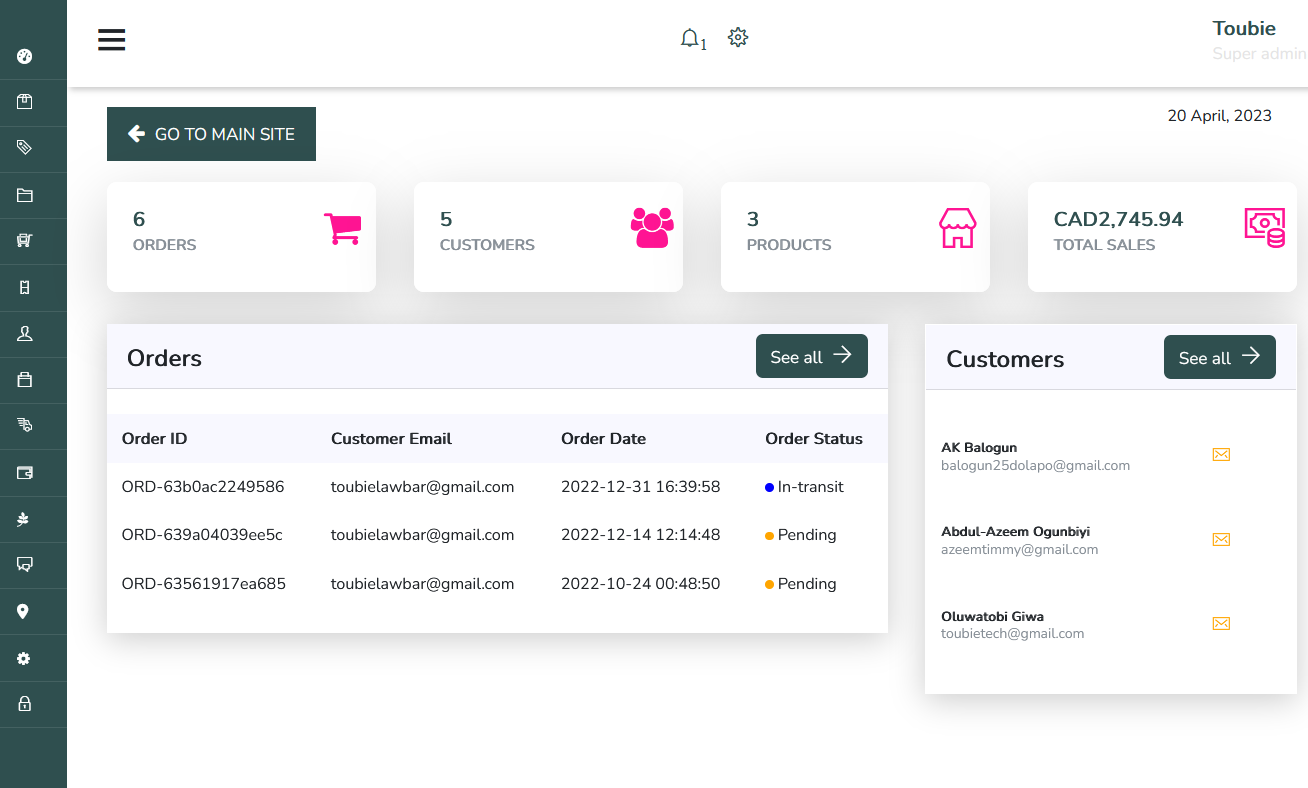 1
Toubie
Super admin
GO TO MAIN SITE
20 April, 2023
6
ORDERS
5
CUSTOMERS
3
PRODUCTS
CAD2,745.94
TOTAL SALES
Orders
See all
Order ID Customer Email Order Date Order Status
ORD-63b0ac2249586 toubielawbar@gmail.com 2022-12-31 16:39:58 In-transit
ORD-639a04039ee5c toubielawbar@gmail.com 2022-12-14 12:14:48 Pending
ORD-63561917ea685 toubielawbar@gmail.com 2022-10-24 00:48:50 Pending
Customers
See all
AK Balogun
balogun25dolapo@gmail.com
Abdul-Azeem Ogunbiyi
azeemtimmy@gmail.com
Oluwatobi Giwa
toubietech@gmail.com